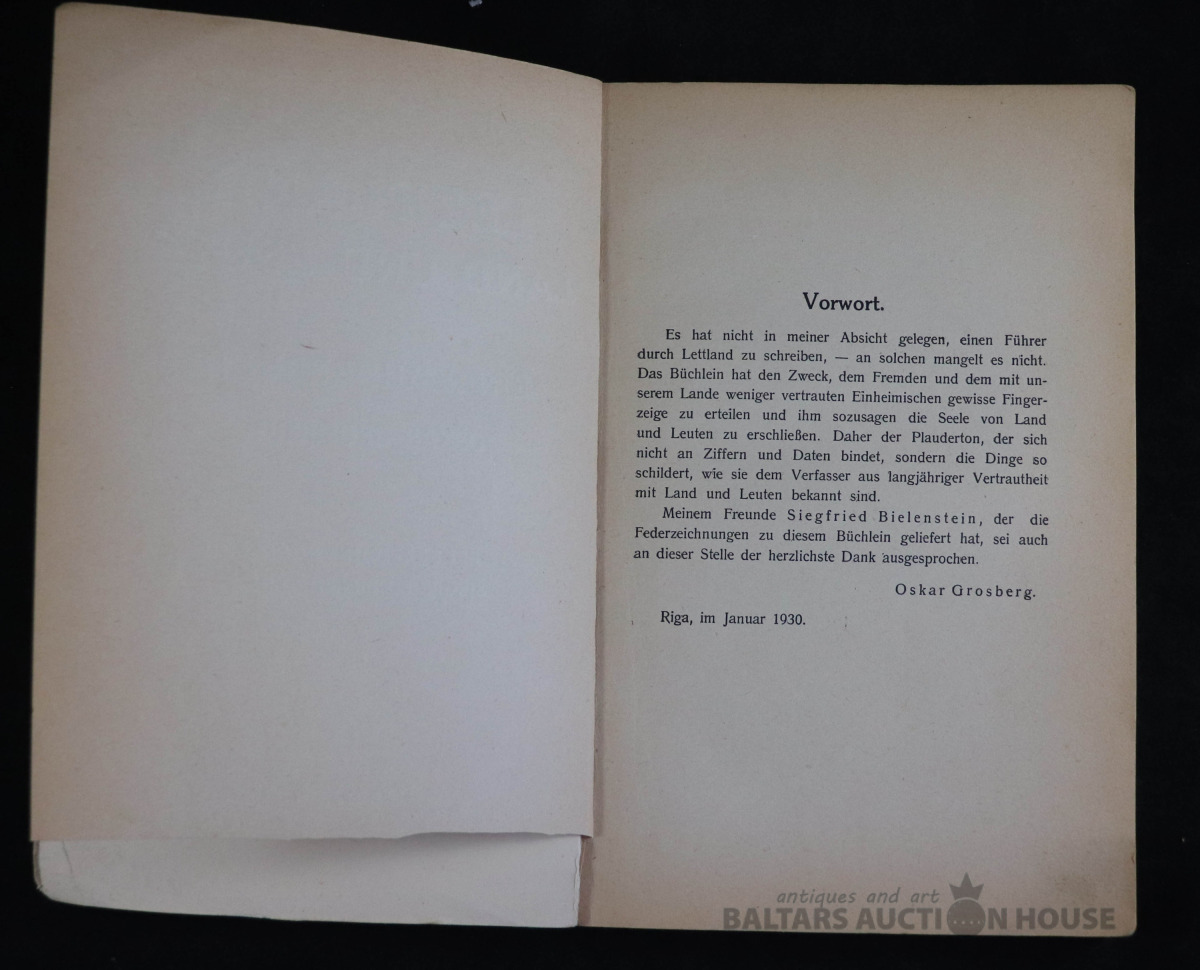 Vorwort.
Es hat nicht in meiner Absicht gelegen, einen Führer
durch Lettland zu schreiben, — an solchen mangelt es nicht.
Das Büchlein hat den Zweck, dem Fremden und dem mit un-
serem Lande weniger vertrauten Einheimischen gewisse Finger-
zeige zu erteilen und ihm sozusagen die Seele von Land
und Leuten zu erschließen. Daher der Plauderton, der sich
nicht an Ziffern und Daten bindet, sondern die Dinge so
schildert, wie sie dem Verfasser aus langjähriger Vertrautheit
mit Land und Leuten bekannt sind.
Meinem Freunde Siegfried Bielenstein, der die
Federzeichnungen zu diesem Büchlein geliefert hat, sei auch
an dieser Stelle der herzlichste Dank ausgesprochen.
Oskar Grosberg.
Riga, im Januar 1930.
antiques and art
BALTARS AUCTION HOUSE